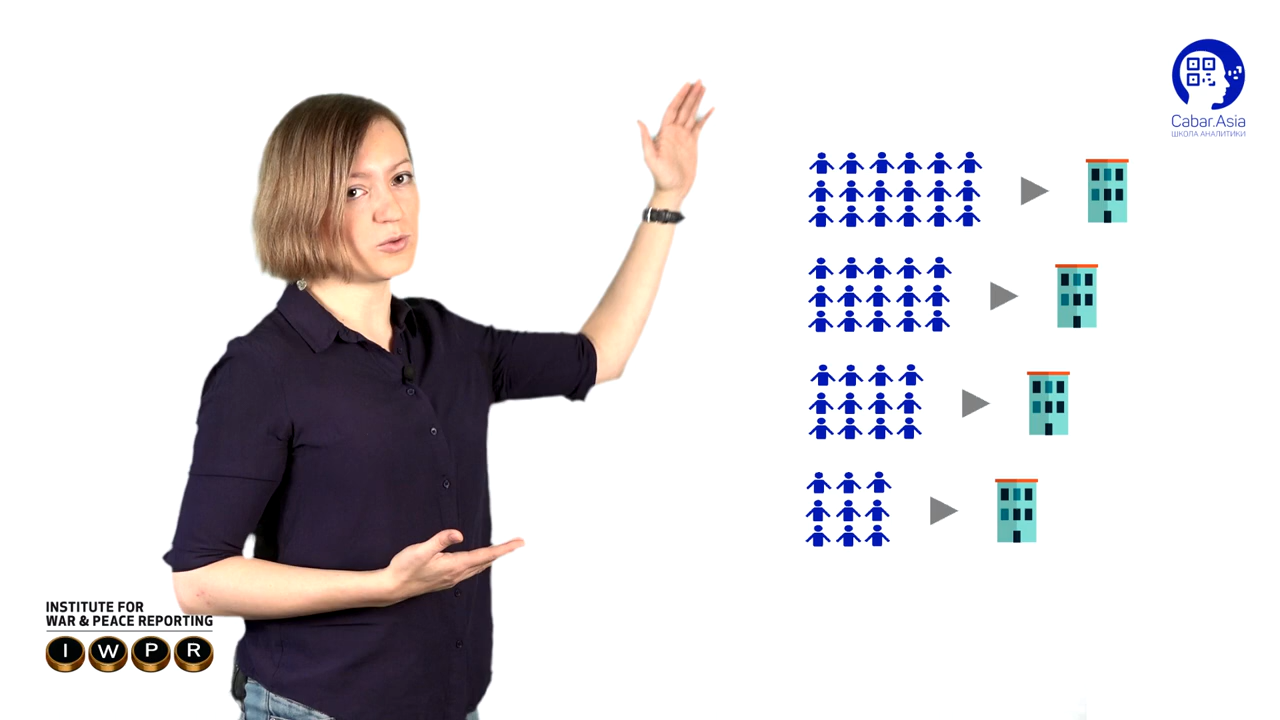 Cabar.Asia
ШКОЛА АНАЛИТИКИ
INSTITUTE FOR
WAR & PEACE REPORTING
I W P R